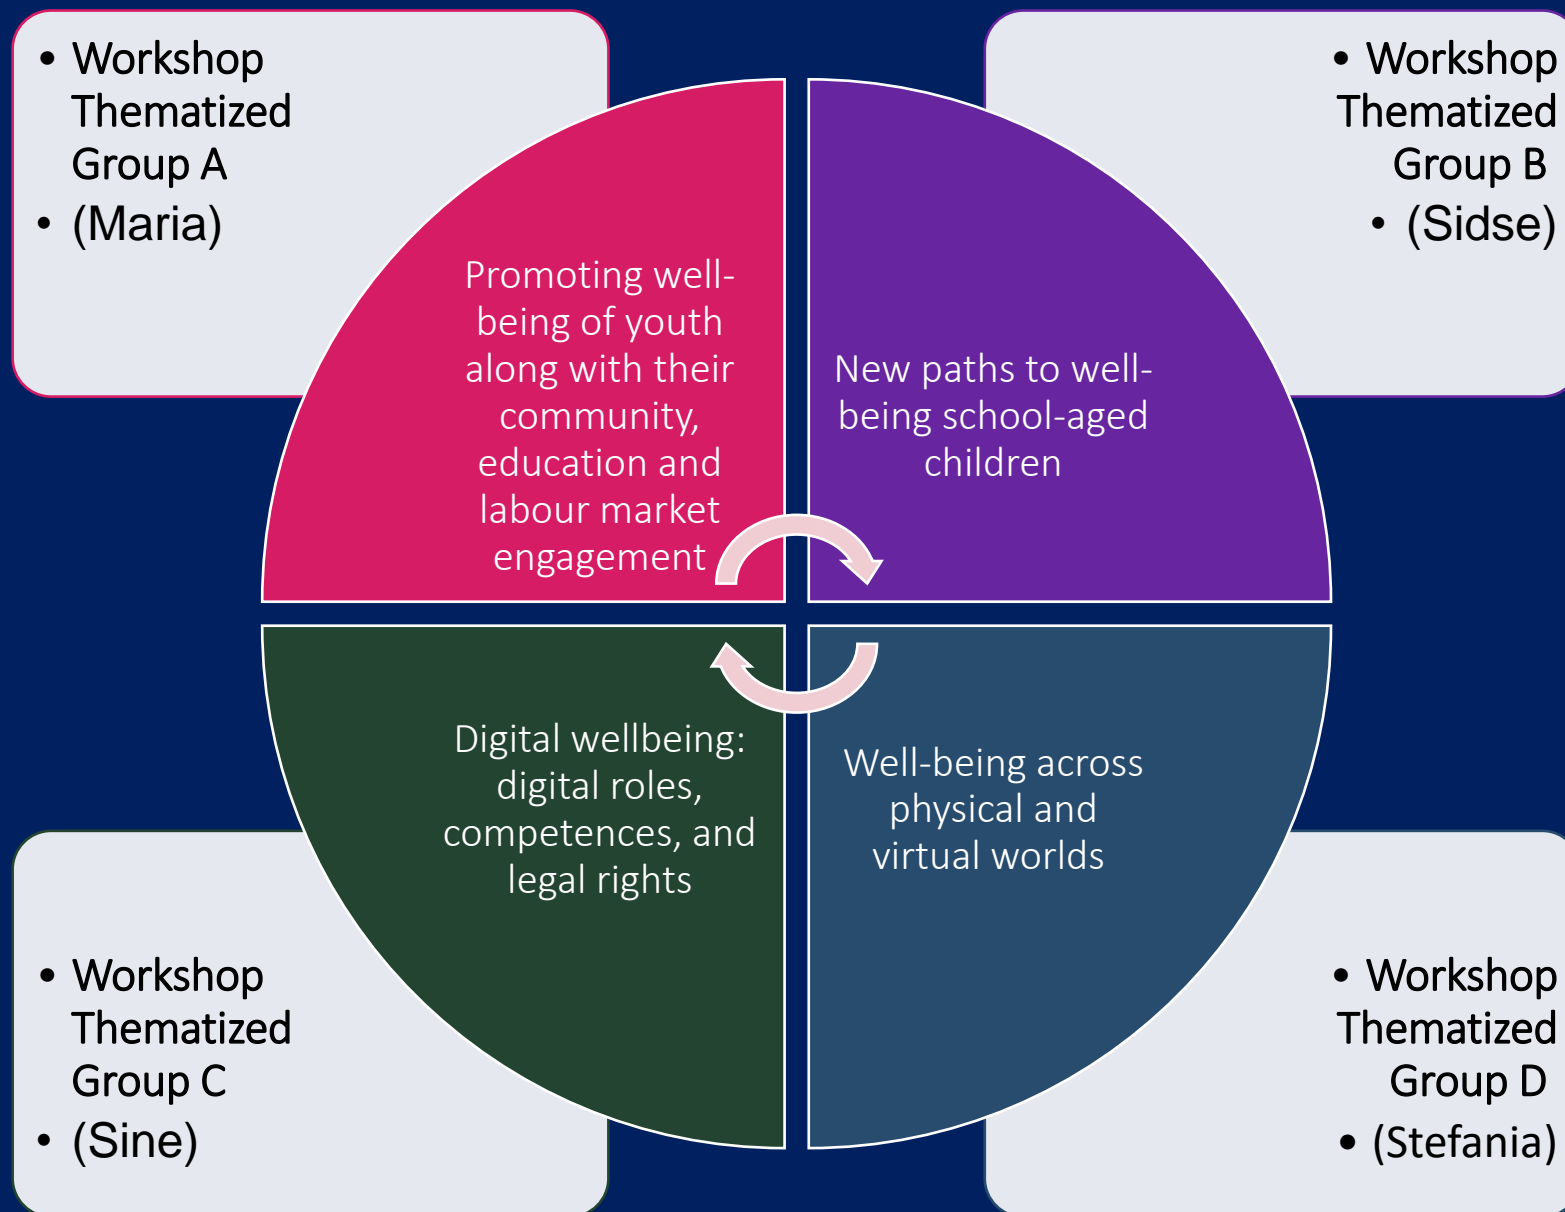 • Workshop
Thematized
Group A
• (Maria)
• Workshop
Thematized
Group B
• (Sidse)
Promoting well-
being of youth
along with their
community,
education and
labour market
engagement
New paths to well-
being school-aged
children
Digital wellbeing:
digital roles,
competences, and
legal rights
Well-being across
physical and
virtual worlds
• Workshop
Thematized
Group C
• (Sine)
• Workshop
Thematized
Group D
• (Stefania)